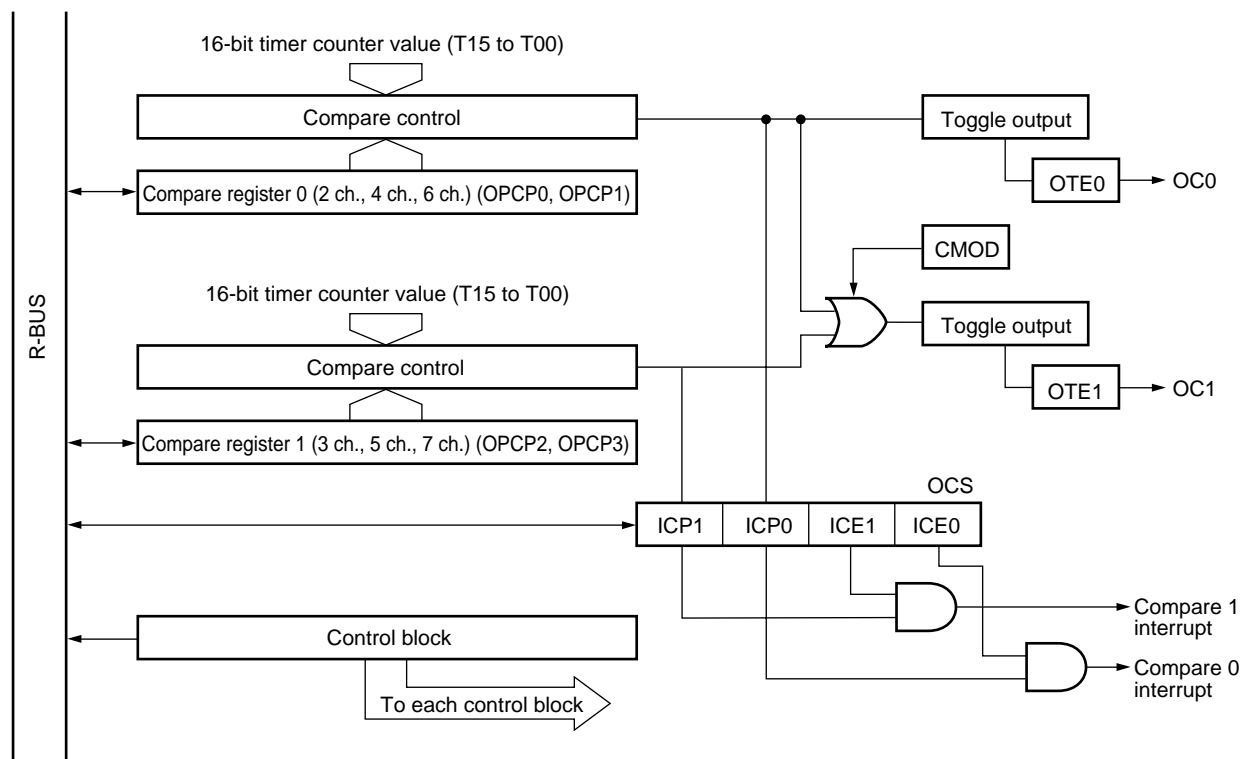 16-bit timer counter value (T15 to T00)
Compare control
Toggle output
Compare register 0 (2 ch., 4 ch., 6 ch.) (OPCP0, OPCP1)
OTE0
OC0
CMOD
R-BUS
16-bit timer counter value (T15 to T00)
Toggle output
Compare control
OTE1
OC1
Compare register 1 (3 ch., 5 ch., 7 ch.) (OPCP2, OPCP3)
OCS
ICP1
ICP0
ICE1
ICE0
Compare 1
interrupt
Control block
Compare 0
interrupt
To each control block